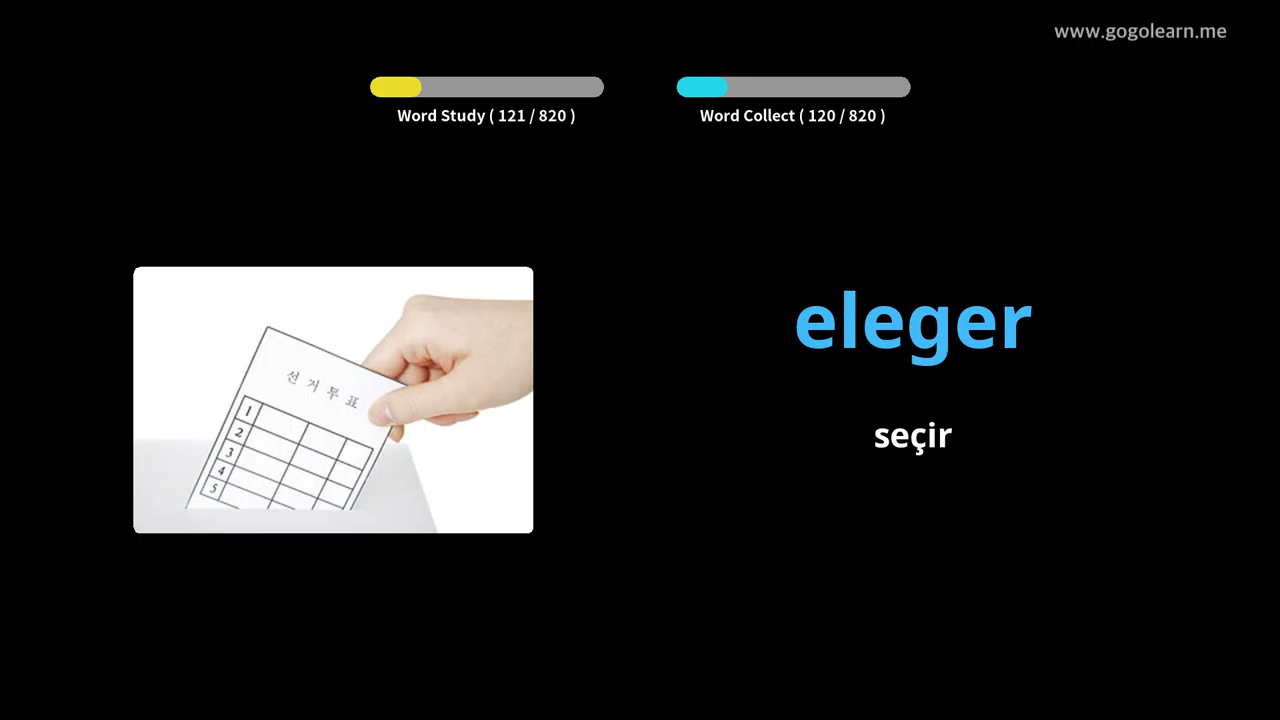 www.gogolearn.me
Word Study ( 121 / 820 )
Word Collect ( 120 / 820 )
eleger
seçir
선거투표
1
2
3
4
5